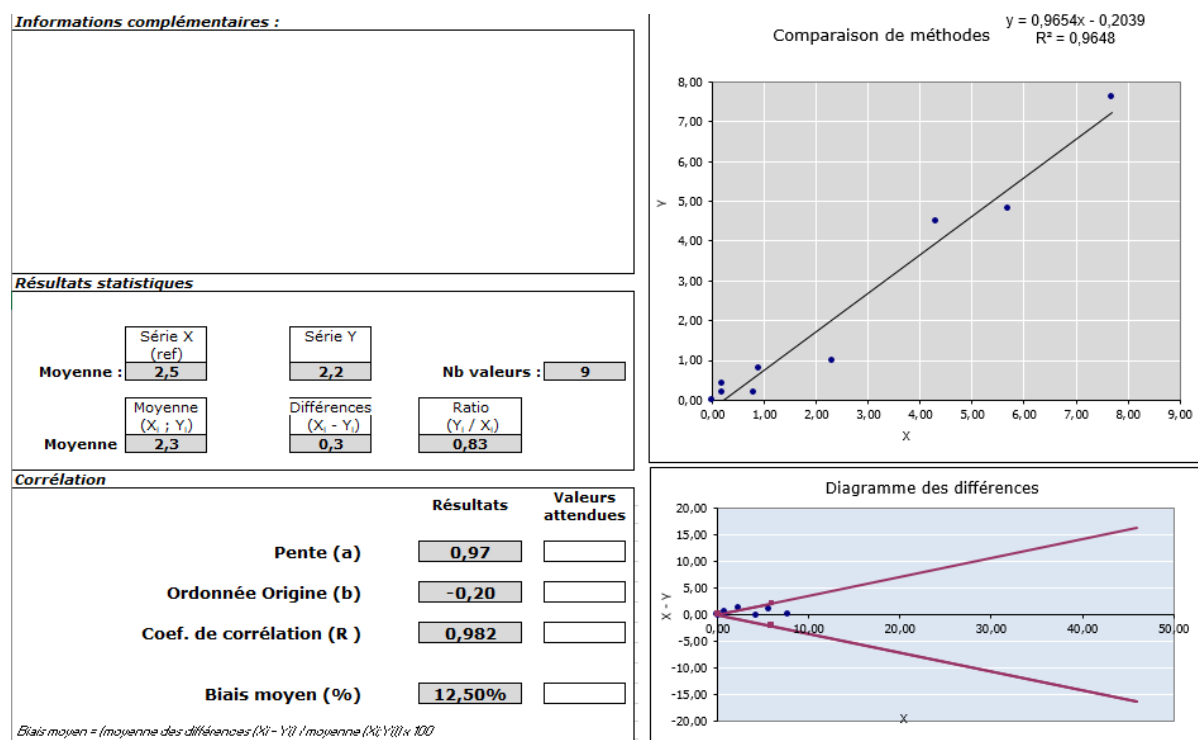 Informations complémentaires :
Résultats statistiques
Série X
(ref)
Série Y
Moyenne : 2,5 2,2 Nb valeurs : 9
Moyenne
(Xi ; Yi)
Différences
(Xi - Yi)
Ratio
(Yi / Xi)
Moyenne 2,3 0,3 0,83
Corrélation
Résultats
Valeurs
attendues
Pente (a) 0,97
Ordonnée Origine (b) -0,20
Coef. de corrélation (R ) 0,982
Biais moyen (%) 12,50%
Biais moyen = (moyenne des différences (Xi - Yi) / moyenne (Xi;Yi)) x 100
Comparaison de méthodes
y = 0,9654x - 0,2039
R² = 0,9648
8,00
7,00
6,00
5,00
4,00
3,00
2,00
1,00
0,00
Y
0,00 1,00 2,00 3,00 4,00 5,00 6,00 7,00 8,00 9,00
X
Diagramme des différences
20,00
15,00
10,00
5,00
0,00
-5,00
-10,00
-15,00
-20,00
X - Y
0,00 10,00 20,00 30,00 40,00 50,00
X